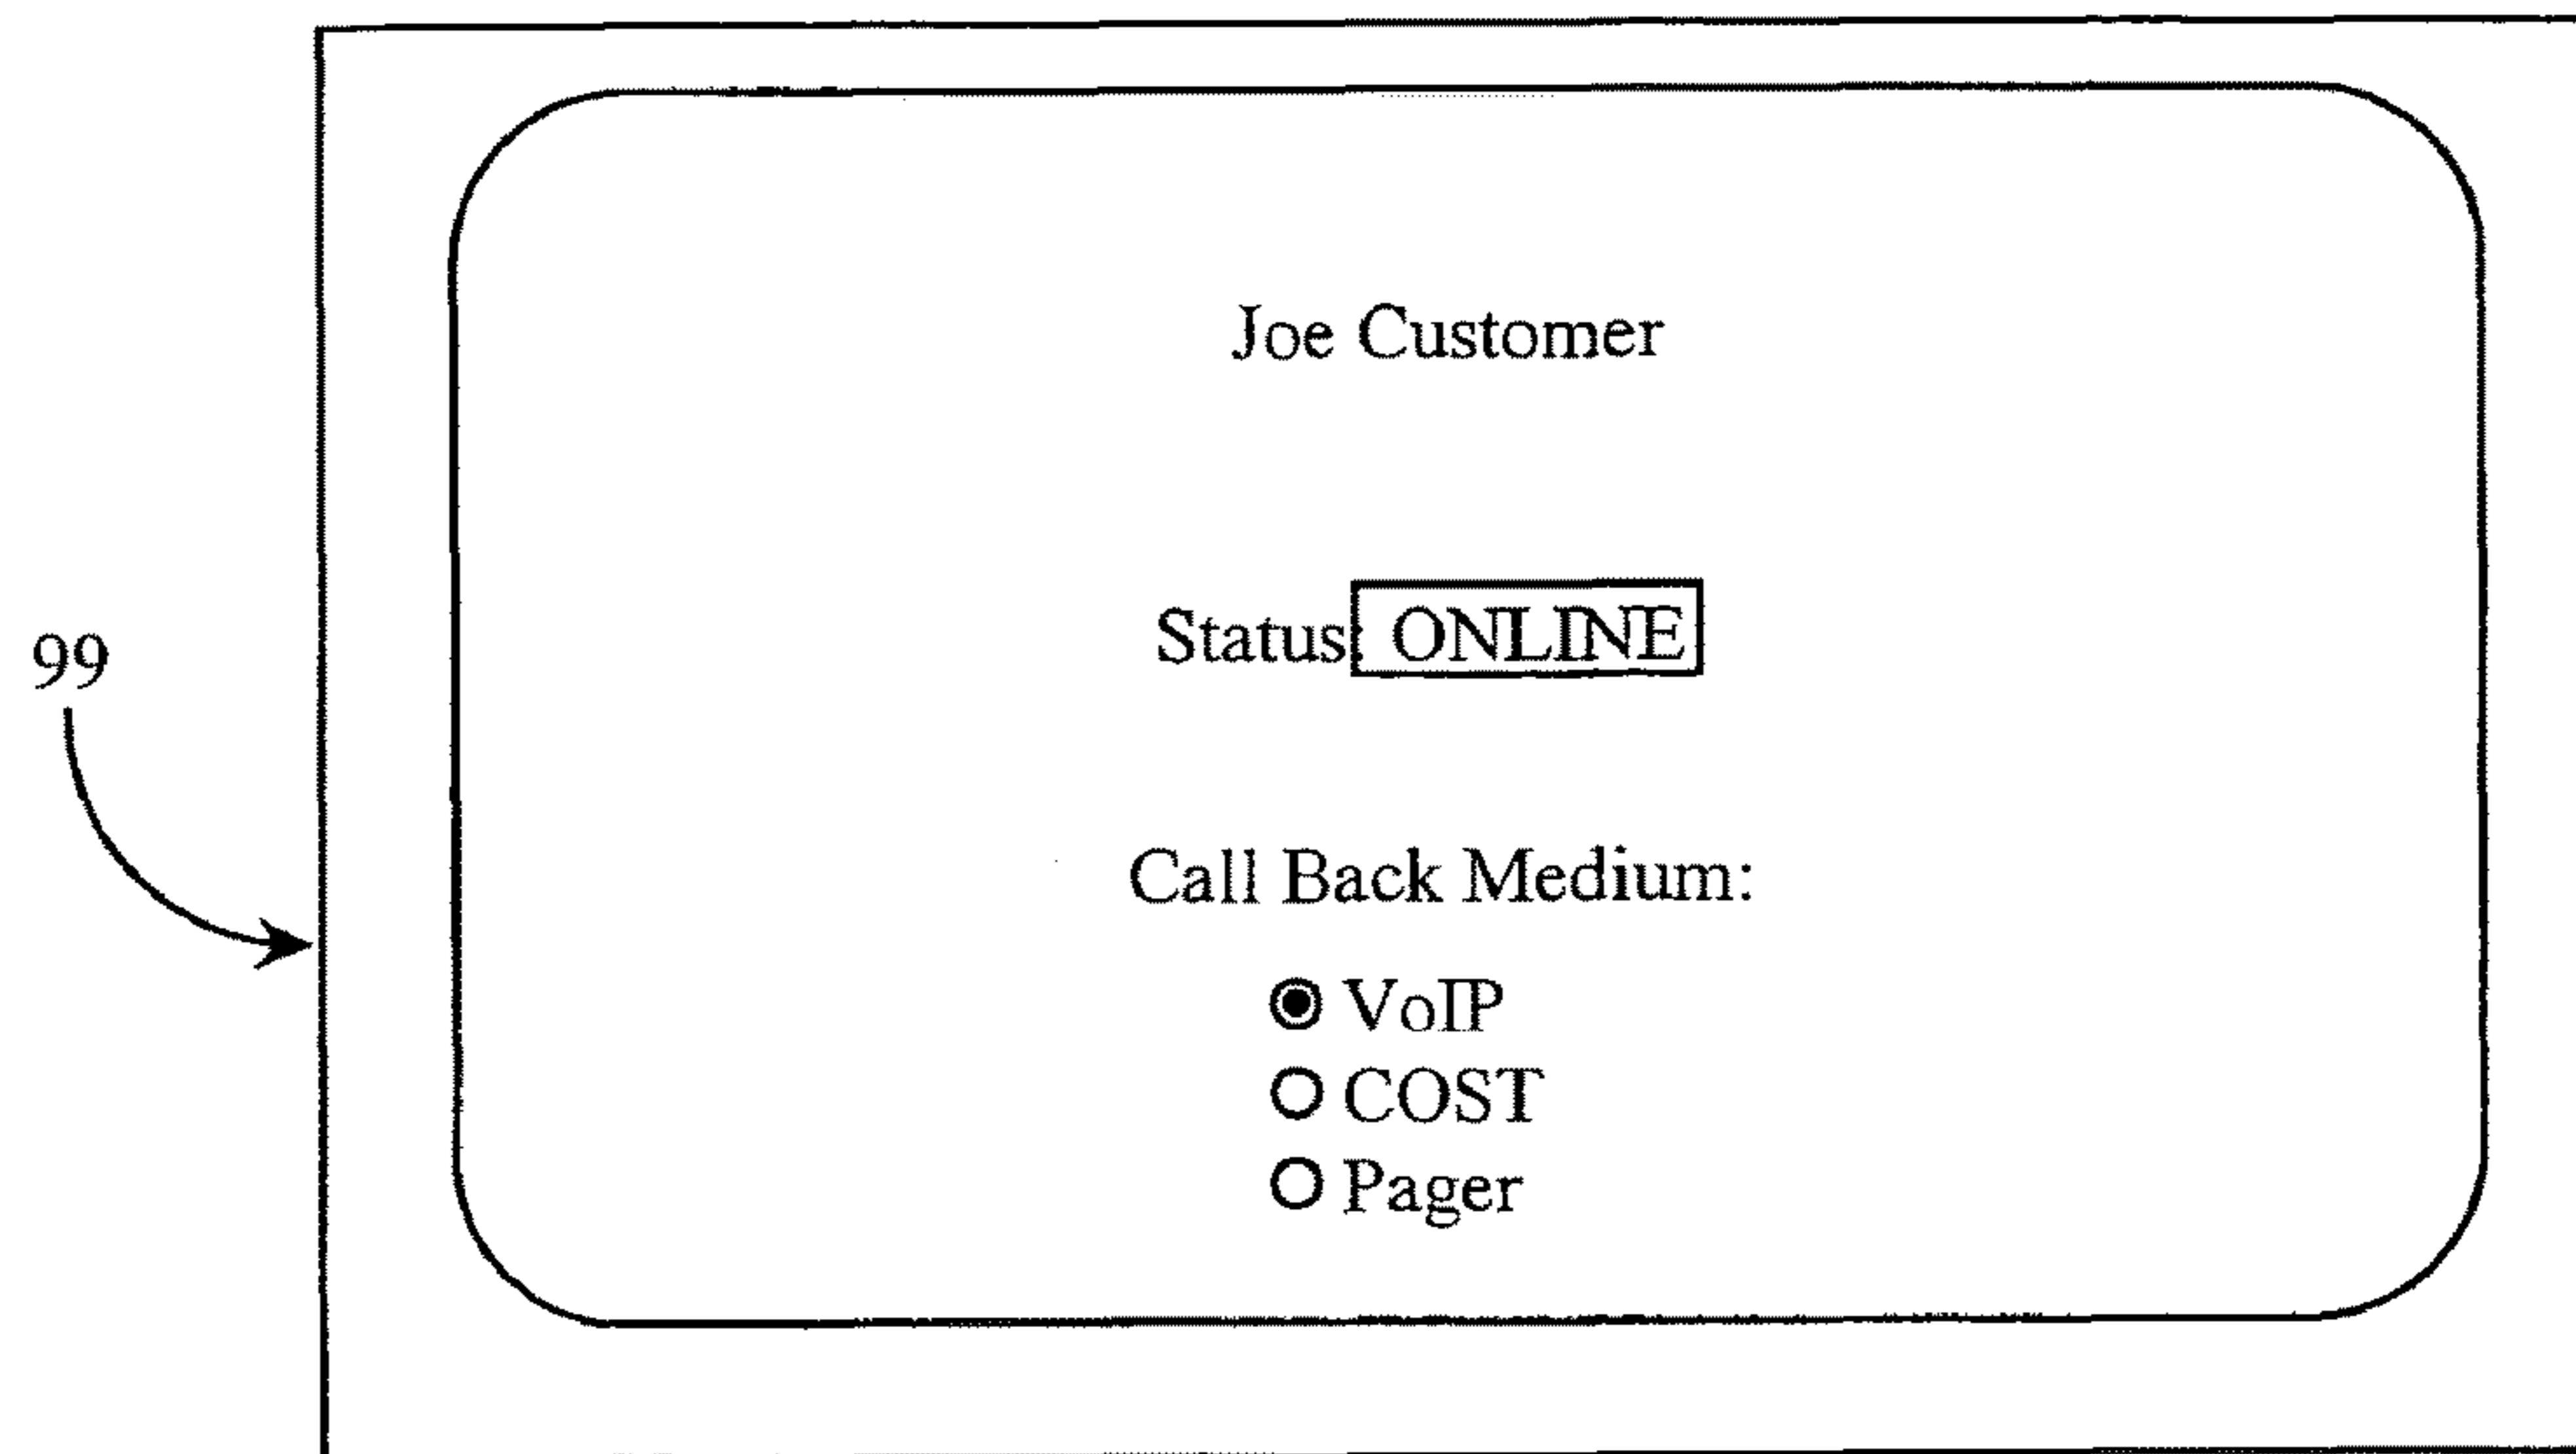 Joe Customer
Status: ONLINE
99
Call Back Medium:
VoIP
COST
Pager